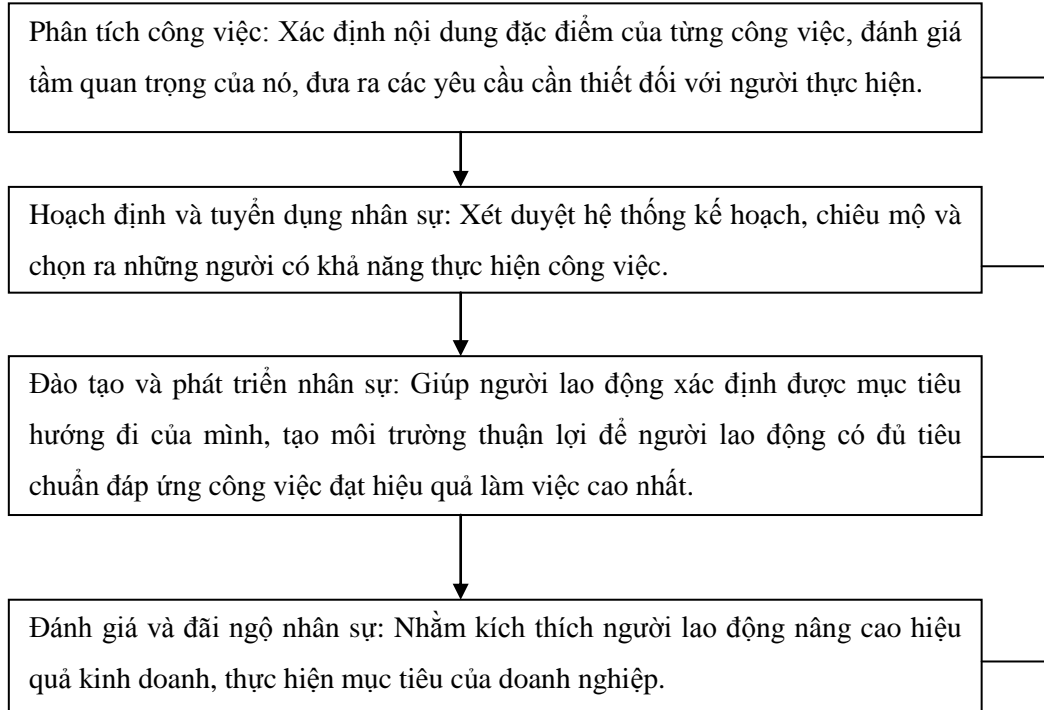 Phân tích công việc: Xác định nội dung đặc điểm của từng công việc, đánh giá
tầm quan trọng của nó, đưa ra các yêu cầu cần thiết đối với người thực hiện.
Hoạch định và tuyển dụng nhân sự: Xét duyệt hệ thống kế hoạch, chiêu mộ và
chọn ra những người có khả năng thực hiện công việc.
Đào tạo và phát triển nhân sự: Giúp người lao động xác định được mục tiêu
hướng đi của mình, tạo môi trường thuận lợi để người lao động có đủ tiêu
chuẩn đáp ứng công việc đạt hiệu quả làm việc cao nhất.
Đánh giá và đãi ngộ nhân sự: Nhằm kích thích người lao động nâng cao hiệu
quả kinh doanh, thực hiện mục tiêu của doanh nghiệp.